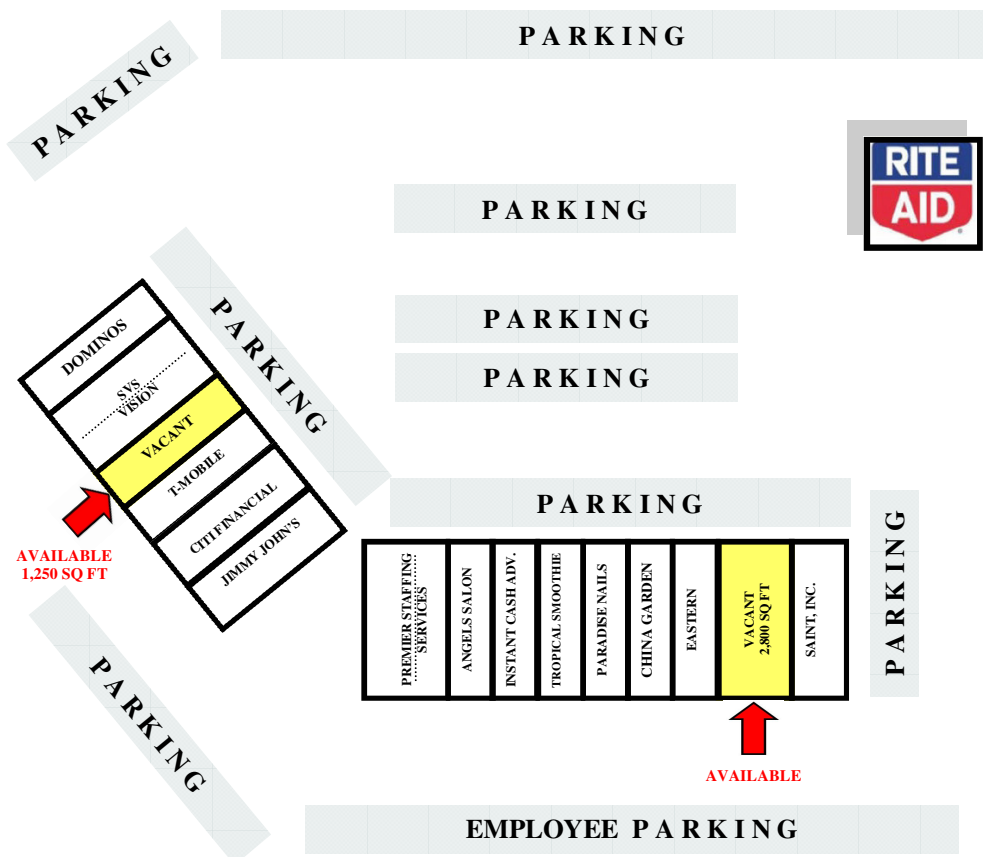 PARKING
PARKING
RITE
AID
PARKING
PARKING
PARKING
PARKING
DOMINOS
SVS
VISION
VACANT
T-MOBILE
CITI FINANCIAL
JIMMY JOHN'S
AVAILABLE
1,250 SQ FT
PARKING
PARKING
PREMIER STAFFING
SERVICES
ANGELS SALON
INSTANT CASH ADV.
TROPICAL SMOOTHIE
PARADISE NAILS
CHINA GARDEN
EASTERN
VACANT
2,800 SQ FT
SAINT, INC.
AVAILABLE
PARKING
EMPLOYEE PARKING